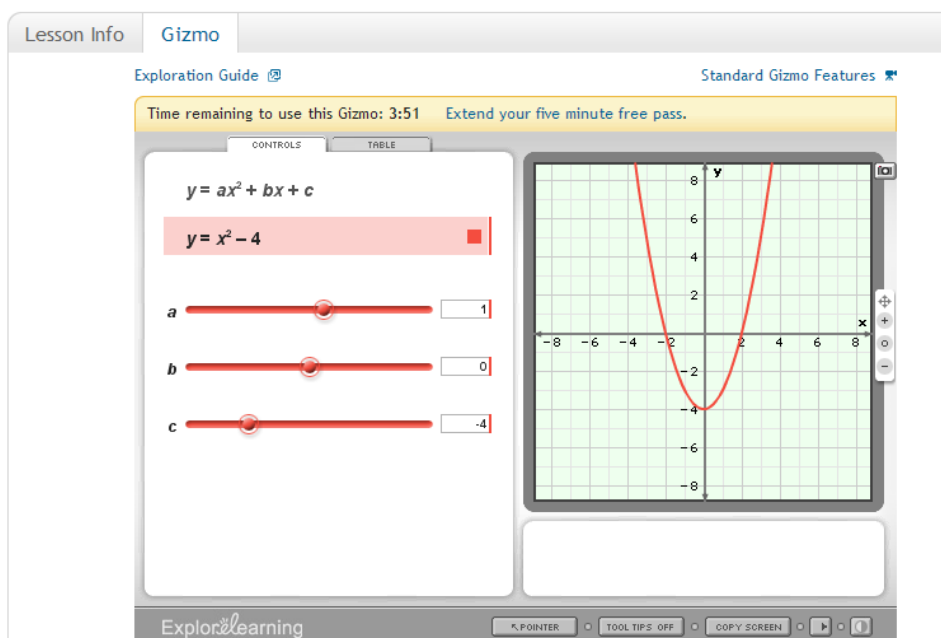 Lesson Info Gizmo
Exploration Guide Standard Gizmo Features
Time remaining to use this Gizmo: 3:51 Extend your five minute free pass.
CONTROLS TABLE
y = ax² + bx + c
y = x² – 4
a 1
b 0
c -4
y
8
6
4
2
x
-8 -6 -4 -2 2 4 6 8
-2
-4
-6
-8
ExploreLearning
POINTER TOOL TIPS OFF COPY SCREEN